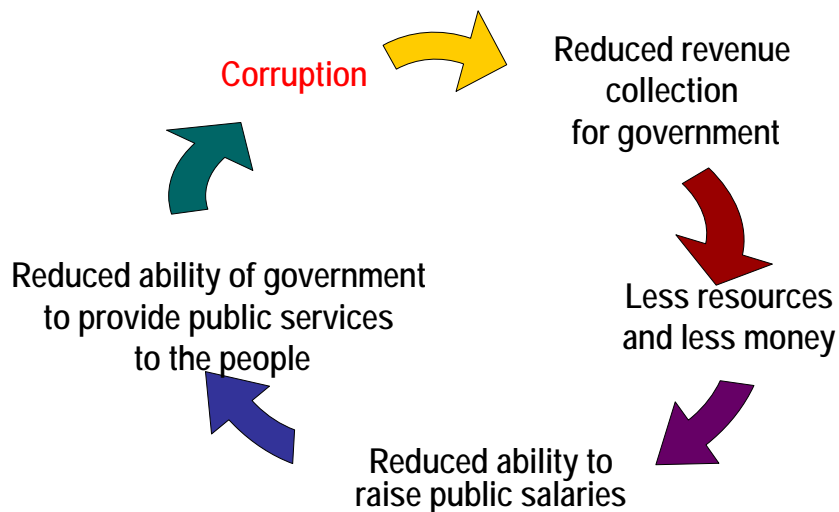 Corruption
Reduced revenue
collection
for government
Less resources
and less money
Reduced ability to
raise public salaries
Reduced ability of government
to provide public services
to the people